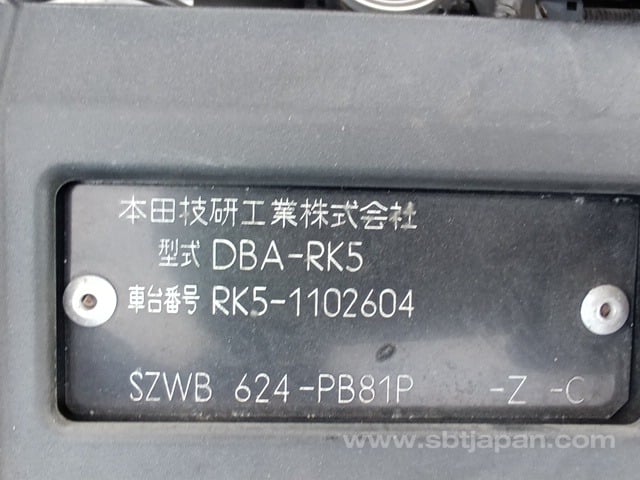 本田技研工業株式会社
型式 DBA-RK5
車台番号 RK5-1102604
SZWB 624-PB81P -Z -C
www.sbtjapan.com